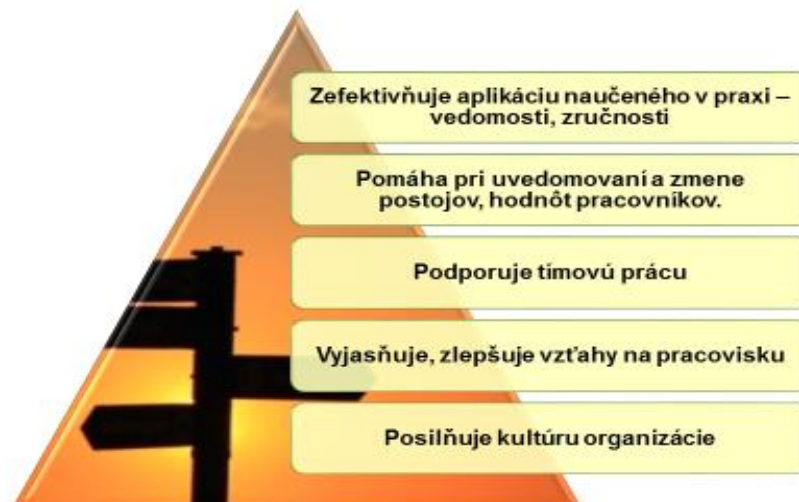 Zefektívňuje aplikáciu naučeného v praxi –
vedomosti, zručnosti
Pomáha pri uvedomovaní a zmene
postojov, hodnôt pracovníkov.
Podporuje tímovú prácu
Vyjasňuje, zlepšuje vzťahy na pracovisku
Posilňuje kultúru organizácie